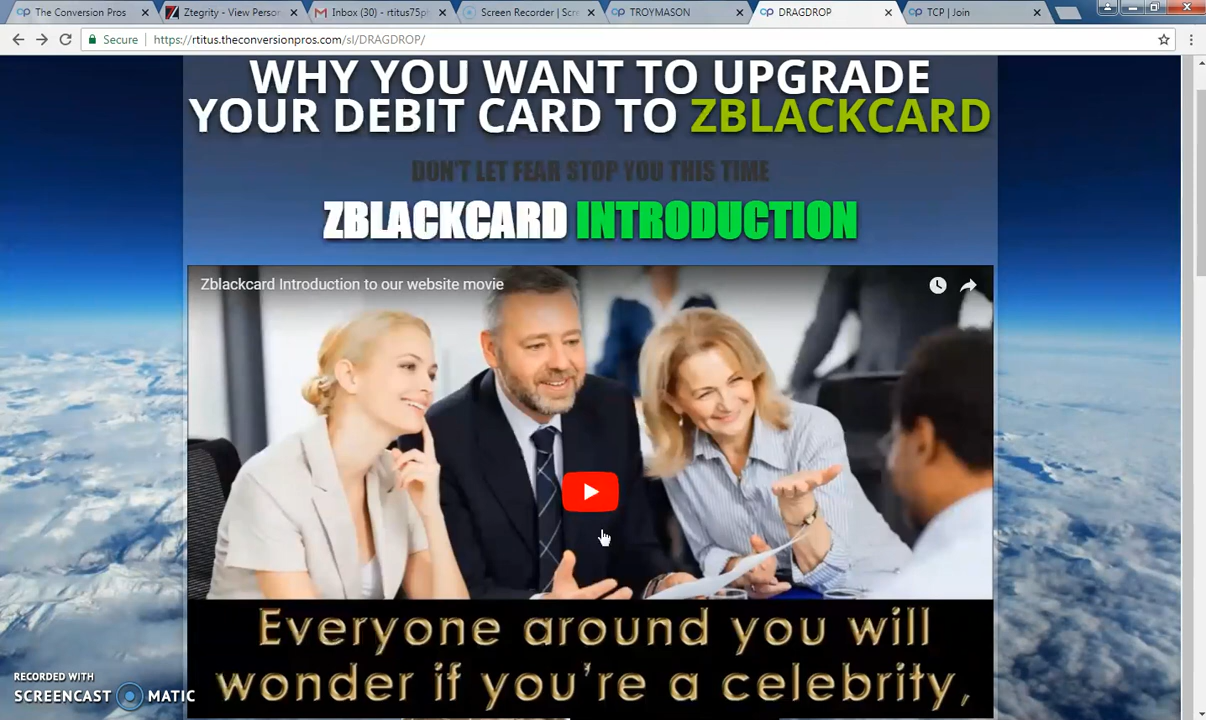 The Conversion Pros
Ztegrity - View Person
Inbox (30) - rtitus75p
Screen Recorder | Scre
TROYMASON
DRAGDROP
TCP | Join
Secure
https://rtitus.theconversionpros.com/sl/DRAGDROP/
WHY YOU WANT TO UPGRADE
YOUR DEBIT CARD TO ZBLACKCARD
DON'T LET FEAR STOP YOU THIS TIME
ZBLACKCARD INTRODUCTION
Zblackcard Introduction to our website movie
Everyone around you will
wonder if you're a celebrity,
RECORDED WITH
SCREENCAST MATIC